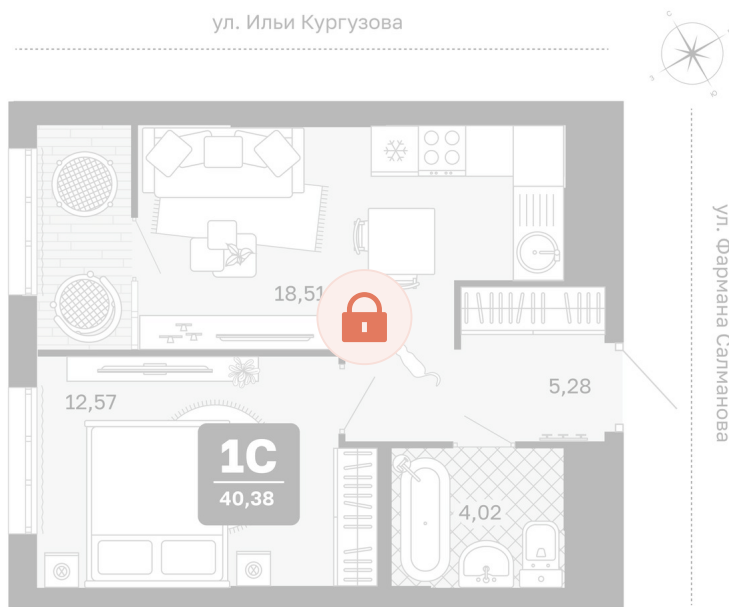 ул. Ильи Кургузова
с
з
ю
ул. Фармана Салманова
18,51
5,28
12,57
1С
40,38
4,02